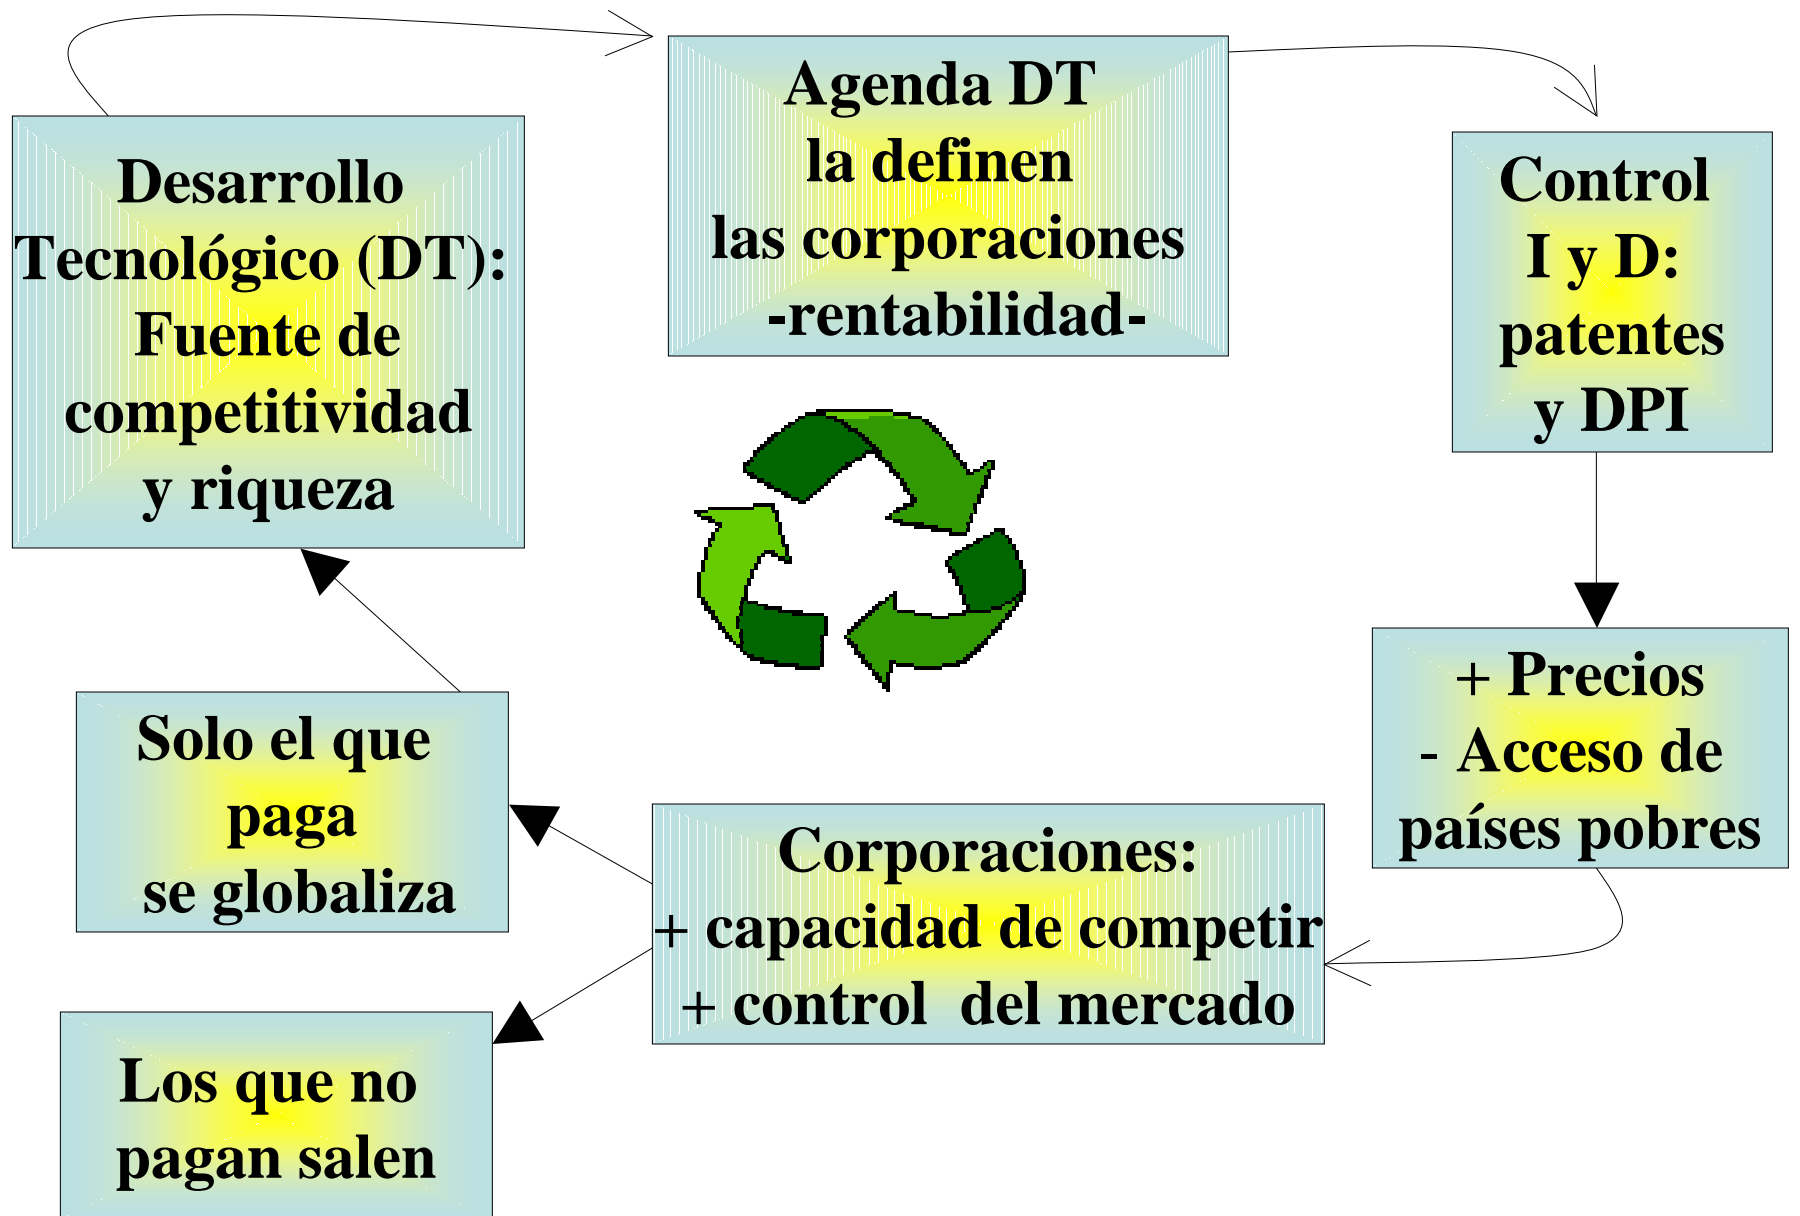 Desarrollo
Tecnológico (DT):
Fuente de
competitividad
y riqueza
Agenda DT
la definen
las corporaciones
-rentabilidad-
Control
I y D:
patentes
y DPI
+ Precios
- Acceso de
países pobres
Corporaciones:
+ capacidad de competir
+ control  del mercado
Solo el que
paga
se globaliza
Los que no
pagan salen